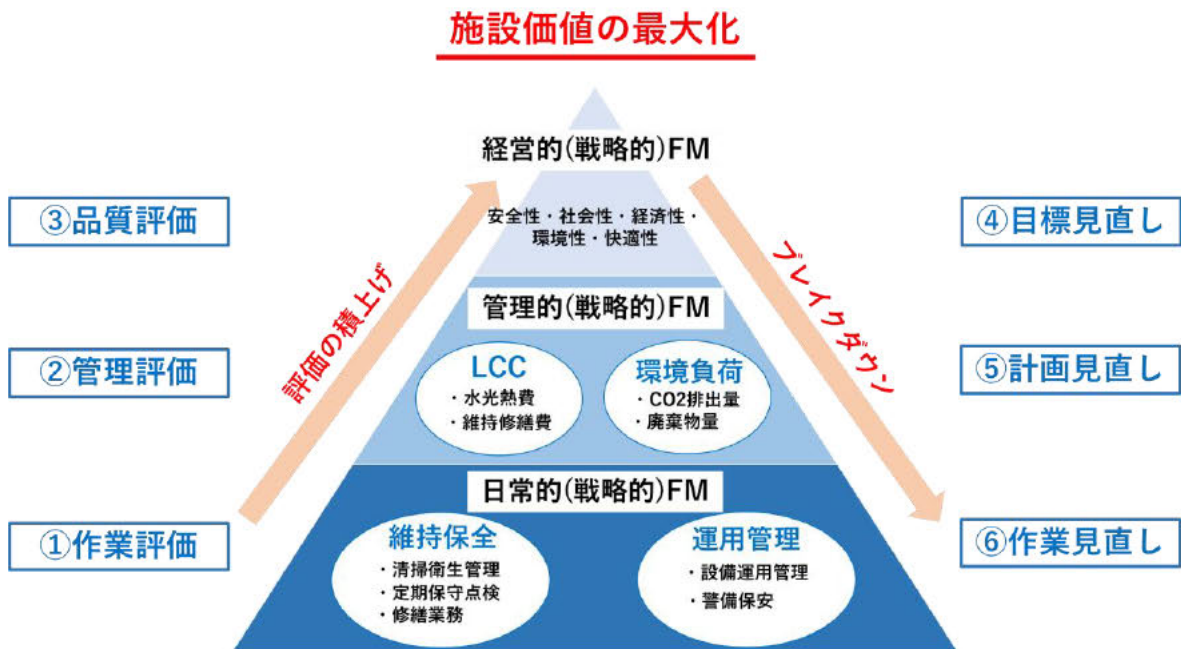 施設価値の最大化
経営的(戦略的)FM
安全性・社会性・経済性・
環境性・快適性
③品質評価
④目標見直し
評価の積上げ
ブレイクダウン
管理的(戦略的)FM
②管理評価
LCC
・水光熱費
・維持修繕費
環境負荷
・CO2排出量
・廃棄物量
⑤計画見直し
日常的(戦略的)FM
①作業評価
維持保全
・清掃衛生管理
・定期保守点検
・修繕業務
運用管理
・設備運用管理
・警備保安
⑥作業見直し